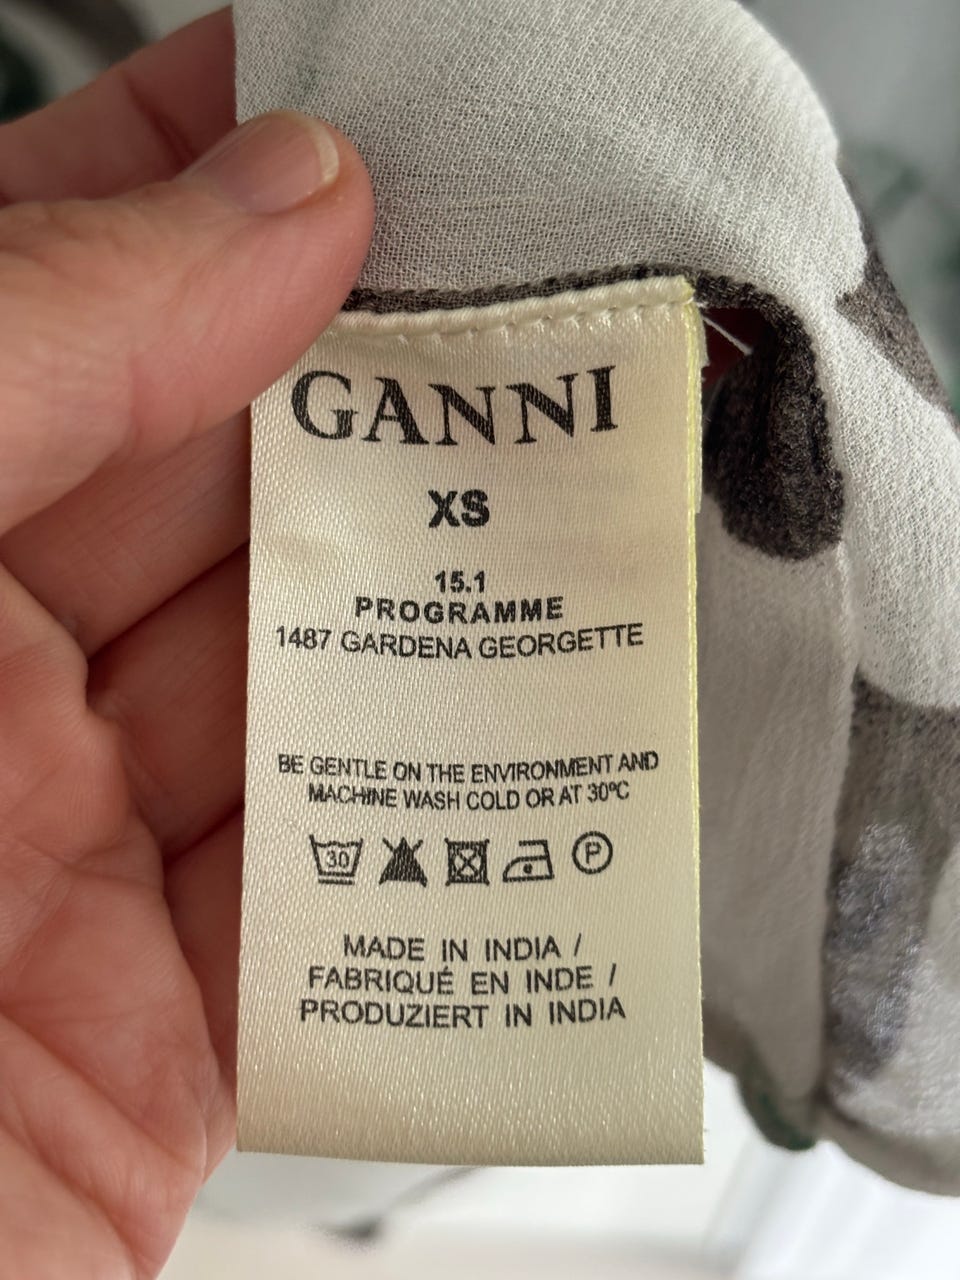 GANNI
XS
15.1
PROGRAMME
1487 GARDENA GEORGETTE
BE GENTLE ON THE ENVIRONMENT AND
MACHINE WASH COLD OR AT 30ºC
30 P
MADE IN INDIA /
FABRIQUÉ EN INDE /
PRODUZIERT IN INDIA